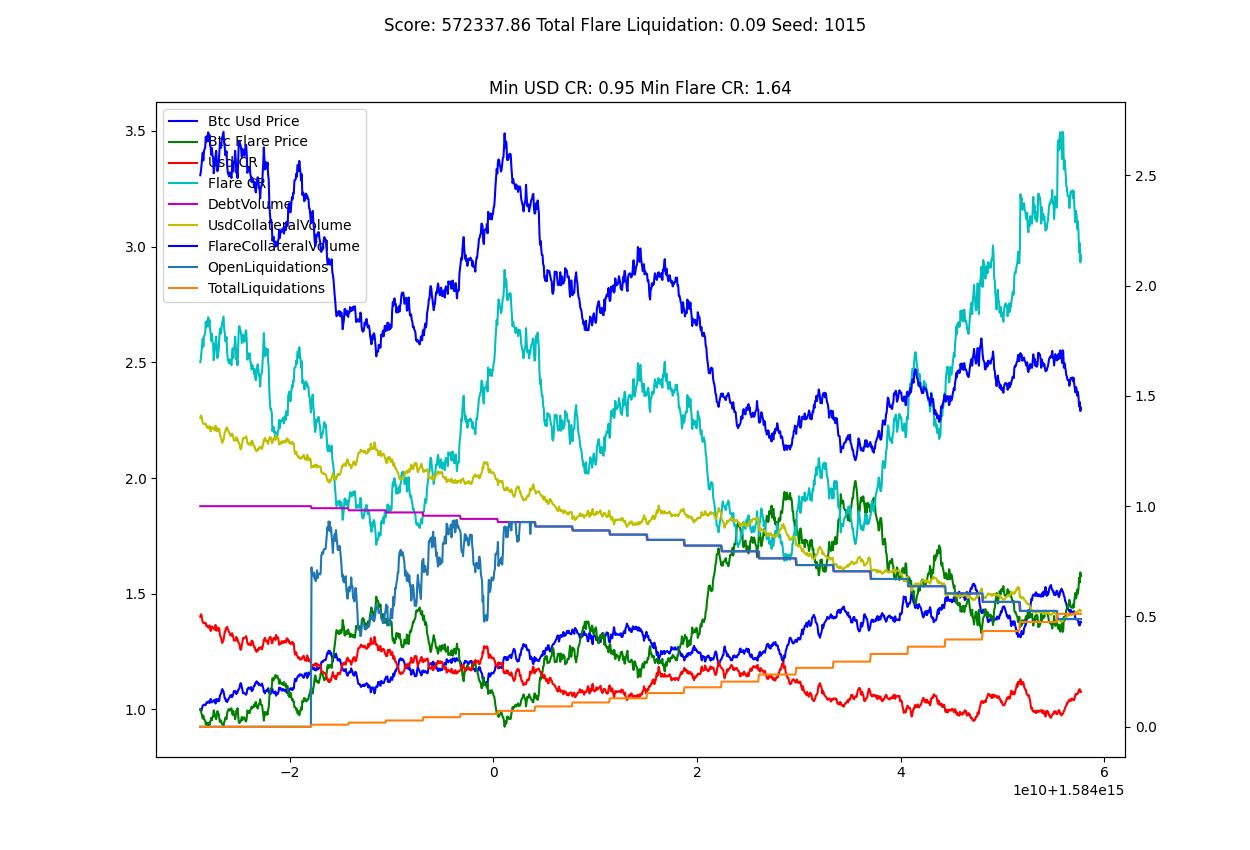 Score: 572337.86 Total Flare Liquidation: 0.09 Seed: 1015
Min USD CR: 0.95 Min Flare CR: 1.64
Btc Usd Price
Btc Flare Price
Usd CR
Flare CR
DebtVolume
UsdCollateralVolume
FlareCollateralVolume
OpenLiquidations
TotalLiquidations
3.5
3.0
2.5
2.0
1.5
1.0
2.5
2.0
1.5
1.0
0.5
0.0
−2
0
2
4
6
1e10+1.584e15